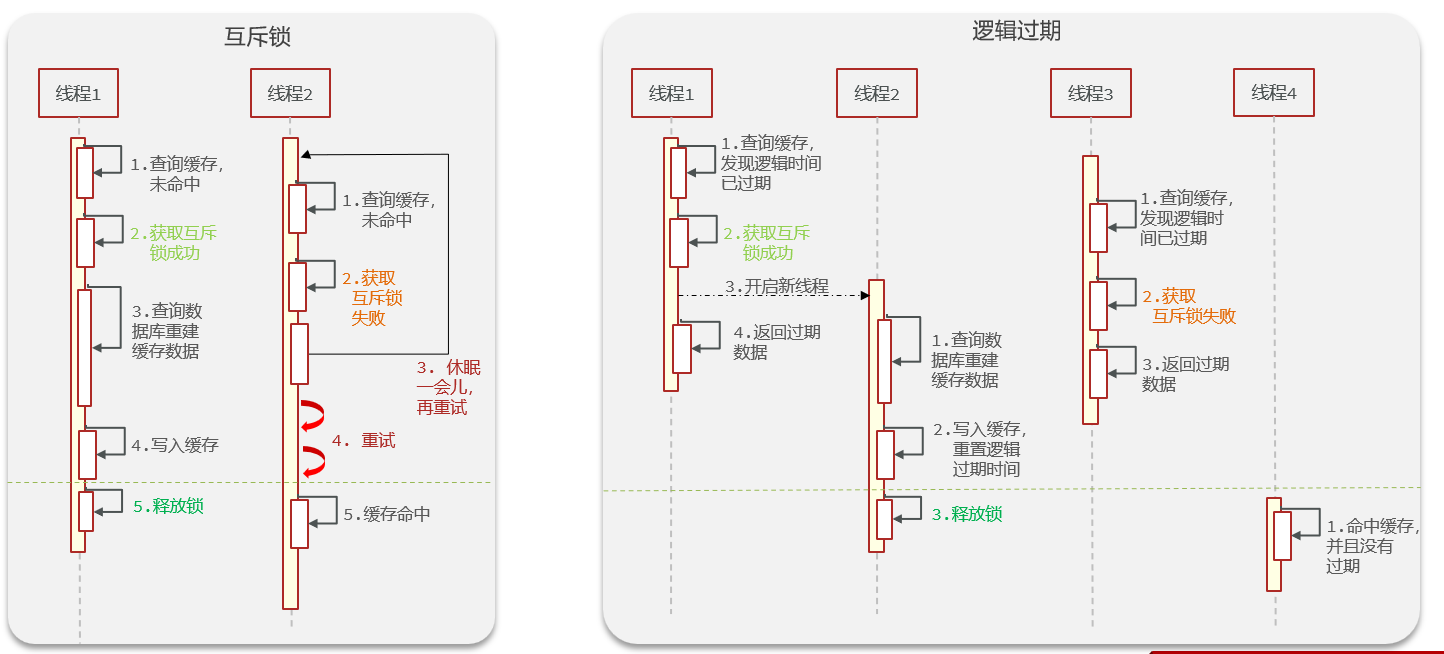 互斥锁
线程1
线程2
1.查询缓存，
未命中
2.获取互斥
锁成功
3.查询数
据库重建
缓存数据
4.写入缓存
5.释放锁
1.查询缓存，
未命中
2.获取
互斥锁
失败
3. 休眠
一会儿，
再重试
4. 重试
5.缓存命中
逻辑过期
线程1
线程2
线程3
线程4
1.查询缓存，
发现逻辑时间
已过期
2.获取互斥
锁成功
3.开启新线程
4.返回过期
数据
1.查询数
据库重建
缓存数据
2.写入缓存，
重置逻辑
过期时间
3.释放锁
1.查询缓存，
发现逻辑时
间已过期
2.获取
互斥锁失败
3.返回过期
数据
1.命中缓存，
并且没有
过期